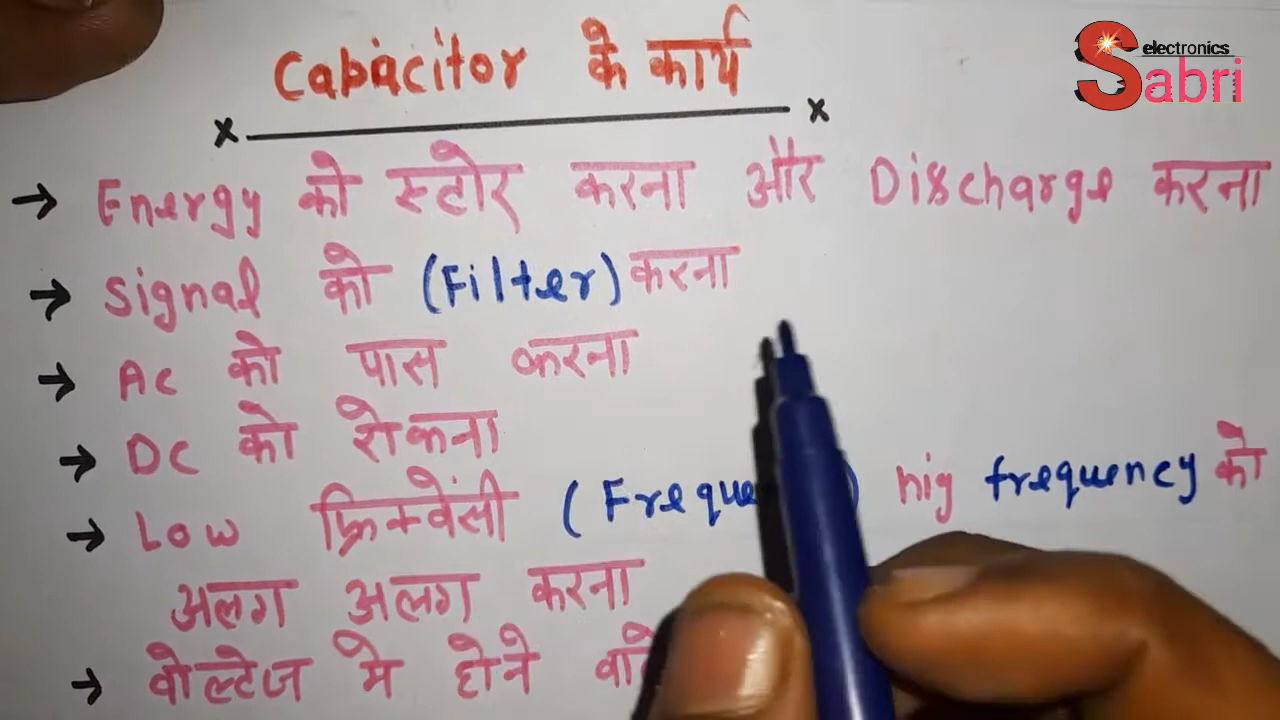 Capacitor के कार्य
electronics
Sabri
→ Energy को स्टोर करना और Discharge करना
→ Signal को (Filter) करना
→ AC को पास करना
→ DC को रोकना
→ Low फ्रिक्वेंसी ( ) hig frequency को
अलग अलग करना
→ वोल्टेज मे होने